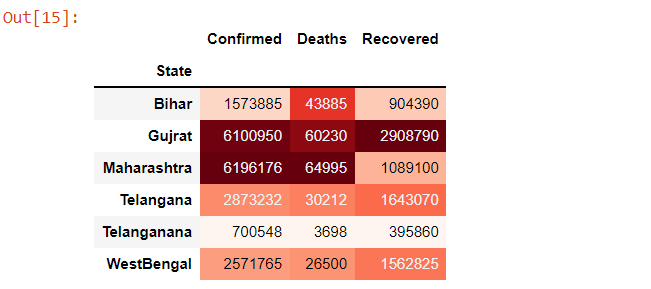 Out[15]:
Confirmed Deaths Recovered
State
Bihar 1573885 43885 904390
Gujrat 6100950 60230 2908790
Maharashtra 6196176 64995 1089100
Telangana 2873232 30212 1643070
Telanganana 700548 3698 395860
WestBengal 2571765 26500 1562825